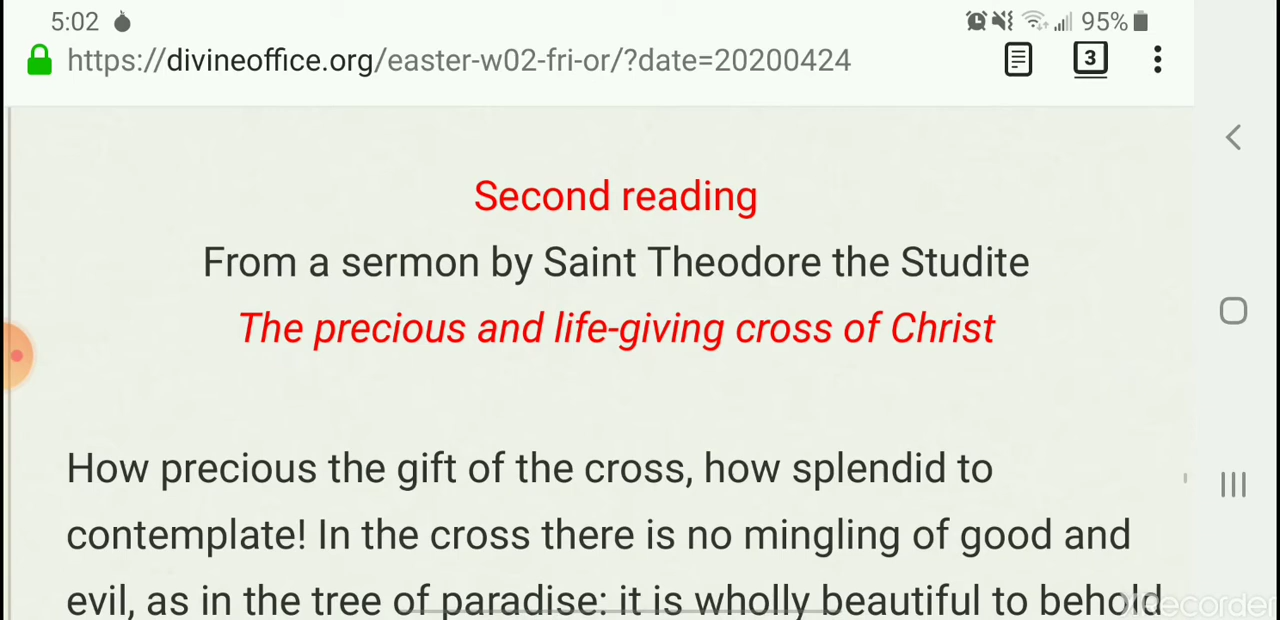 5:02 95%
https://divineoffice.org/easter-w02-fri-or/?date=20200424 3
Second reading
From a sermon by Saint Theodore the Studite
The precious and life-giving cross of Christ
How precious the gift of the cross, how splendid to
contemplate! In the cross there is no mingling of good and
evil, as in the tree of paradise: it is wholly beautiful to behold
XRecorder